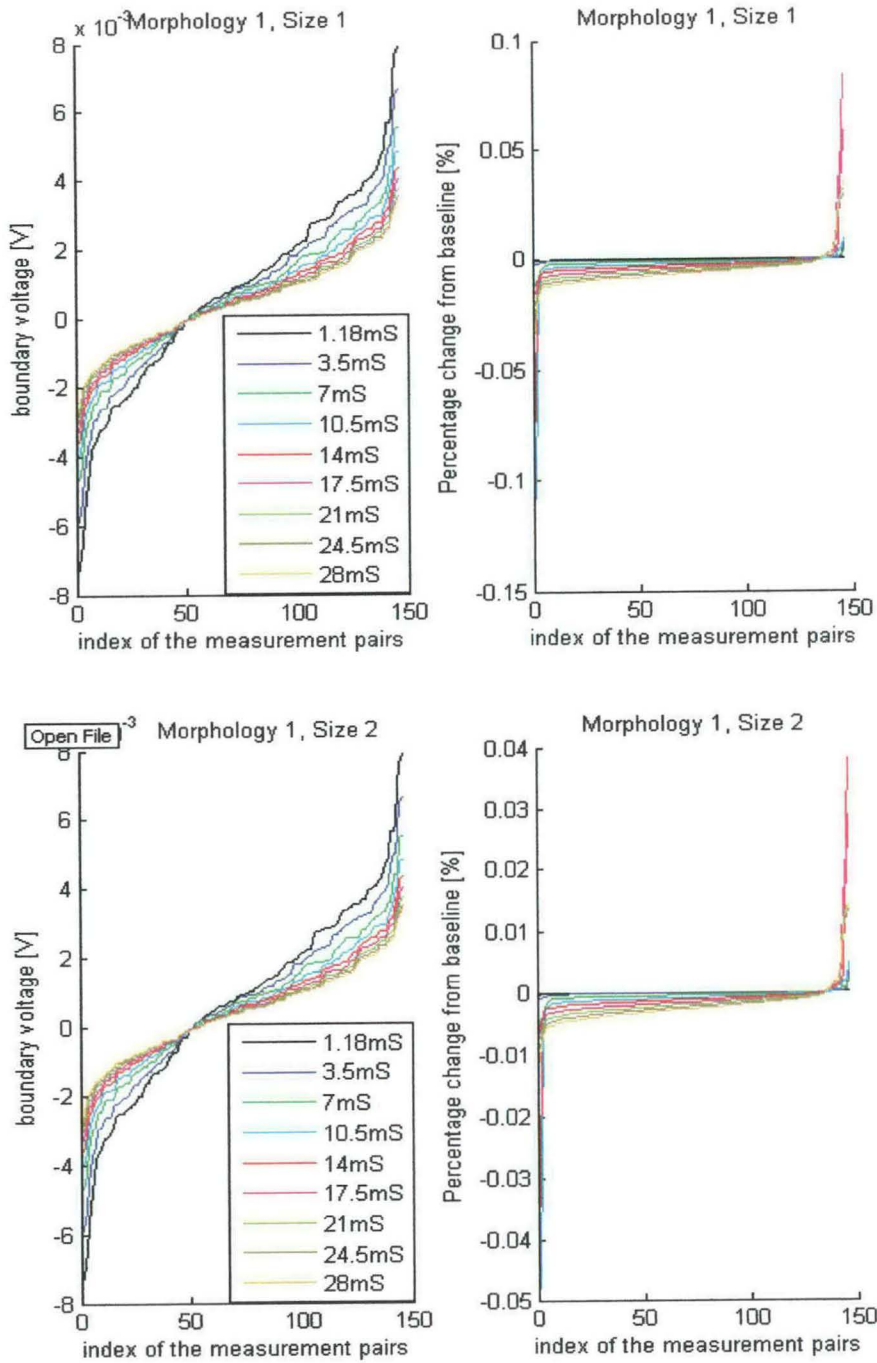 x 10-3 Morphology 1, Size 1
8
6
4
2
0
-2
-4
-6
-8
boundary voltage [V]
0 50 100 150
index of the measurement pairs
1.18mS
3.5mS
7mS
10.5mS
14mS
17.5mS
21mS
24.5mS
28mS
Morphology 1, Size 1
0.1
0.05
0
-0.05
-0.1
-0.15
Percentage change from baseline [%]
0 50 100 150
index of the measurement pairs
Open File -3 Morphology 1, Size 2
8
6
4
2
0
-2
-4
-6
-8
boundary voltage [V]
0 50 100 150
index of the measurement pairs
1.18mS
3.5mS
7mS
10.5mS
14mS
17.5mS
21mS
24.5mS
28mS
Morphology 1, Size 2
0.04
0.03
0.02
0.01
0
-0.01
-0.02
-0.03
-0.04
-0.05
Percentage change from baseline [%]
0 50 100 150
index of the measurement pairs